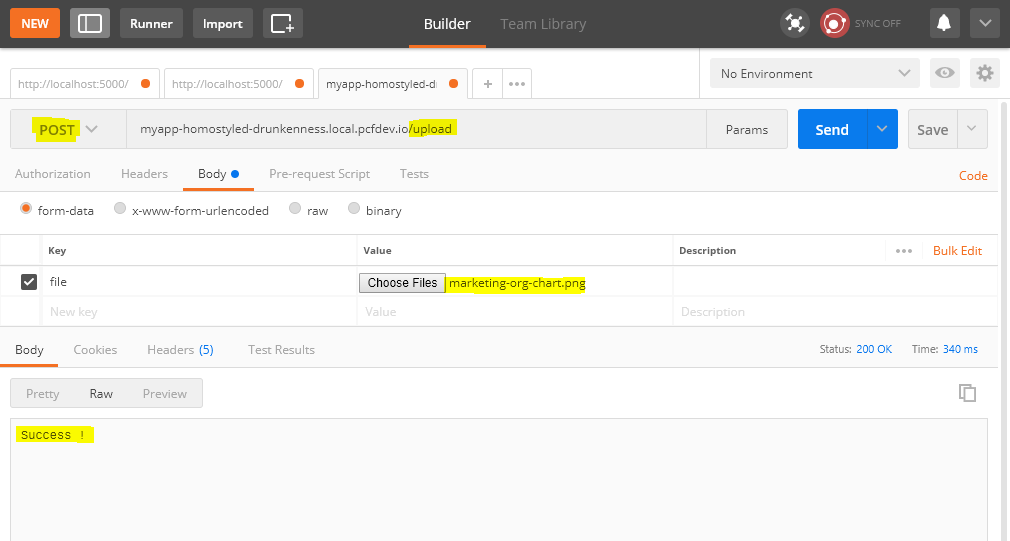 NEW Runner Import Builder Team Library SYNC OFF
http://localhost:5000/ http://localhost:5000/ myapp-homostyled-d No Environment
POST myapp-homostyled-drunkenness.local.pcfdev.io/upload Params Send Save
Authorization Headers Body Pre-request Script Tests Code
form-data x-www-form-urlencoded raw binary
Key Value Description Bulk Edit
file Choose Files marketing-org-chart.png
New key Value Description
Body Cookies Headers (5) Test Results Status: 200 OK Time: 340 ms
Pretty Raw Preview
Success !